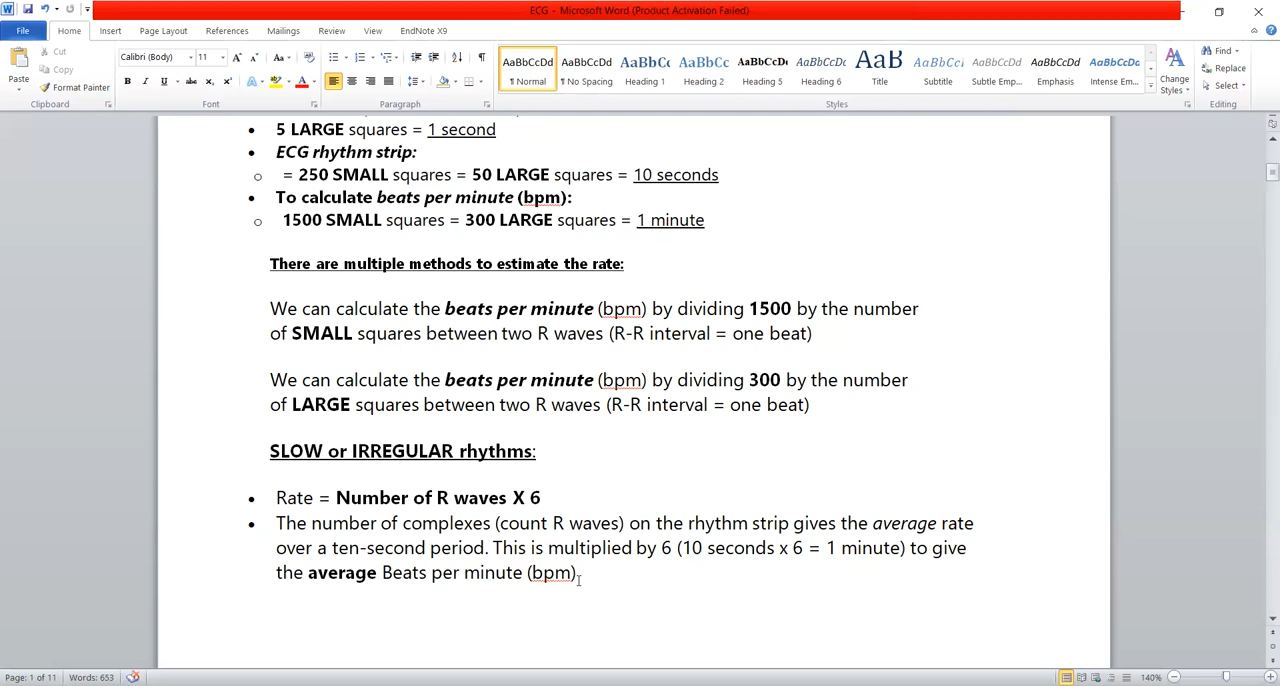 ECG - Microsoft Word (Product Activation Failed)
File Home Insert Page Layout References Mailings Review View EndNote X9
Cut
Copy
Format Painter
Paste
Clipboard
Calibri (Body) 11
Font
Paragraph
AaBbCcDd AaBbCcDd AaBbCc AaBbCc AaBbCcDc AaBbCcDc AaB AaBbCcl AaBbCcDd AaBbCcDd AaBbCcDc
¶ Normal ¶ No Spacing Heading 1 Heading 2 Heading 5 Heading 6 Title Subtitle Subtle Emp... Emphasis Intense Em...
Styles
Change Styles
Find
Replace
Select
Editing
• 5 LARGE squares = 1 second
• ECG rhythm strip:
o = 250 SMALL squares = 50 LARGE squares = 10 seconds
• To calculate beats per minute (bpm):
o 1500 SMALL squares = 300 LARGE squares = 1 minute
There are multiple methods to estimate the rate:
We can calculate the beats per minute (bpm) by dividing 1500 by the number
of SMALL squares between two R waves (R-R interval = one beat)
We can calculate the beats per minute (bpm) by dividing 300 by the number
of LARGE squares between two R waves (R-R interval = one beat)
SLOW or IRREGULAR rhythms:
• Rate = Number of R waves X 6
• The number of complexes (count R waves) on the rhythm strip gives the average rate
over a ten-second period. This is multiplied by 6 (10 seconds x 6 = 1 minute) to give
the average Beats per minute (bpm)
Page: 1 of 11 Words: 653 140%